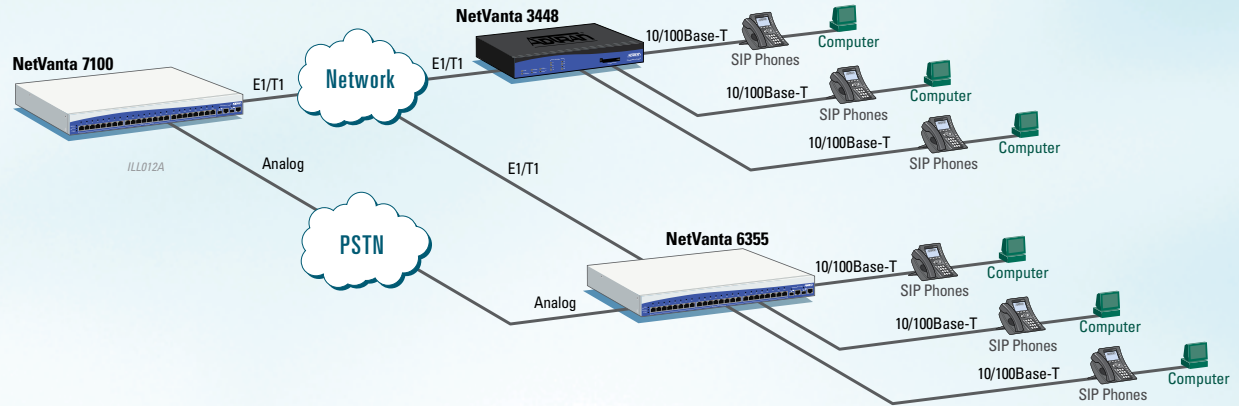 NetVanta 3448
10/100Base-T
SIP Phones
Computer
NetVanta 7100
E1/T1
Network
E1/T1
10/100Base-T
SIP Phones
Computer
10/100Base-T
SIP Phones
Computer
ILL012A
Analog
E1/T1
PSTN
NetVanta 6355
10/100Base-T
SIP Phones
Computer
Analog
10/100Base-T
SIP Phones
Computer
10/100Base-T
SIP Phones
Computer